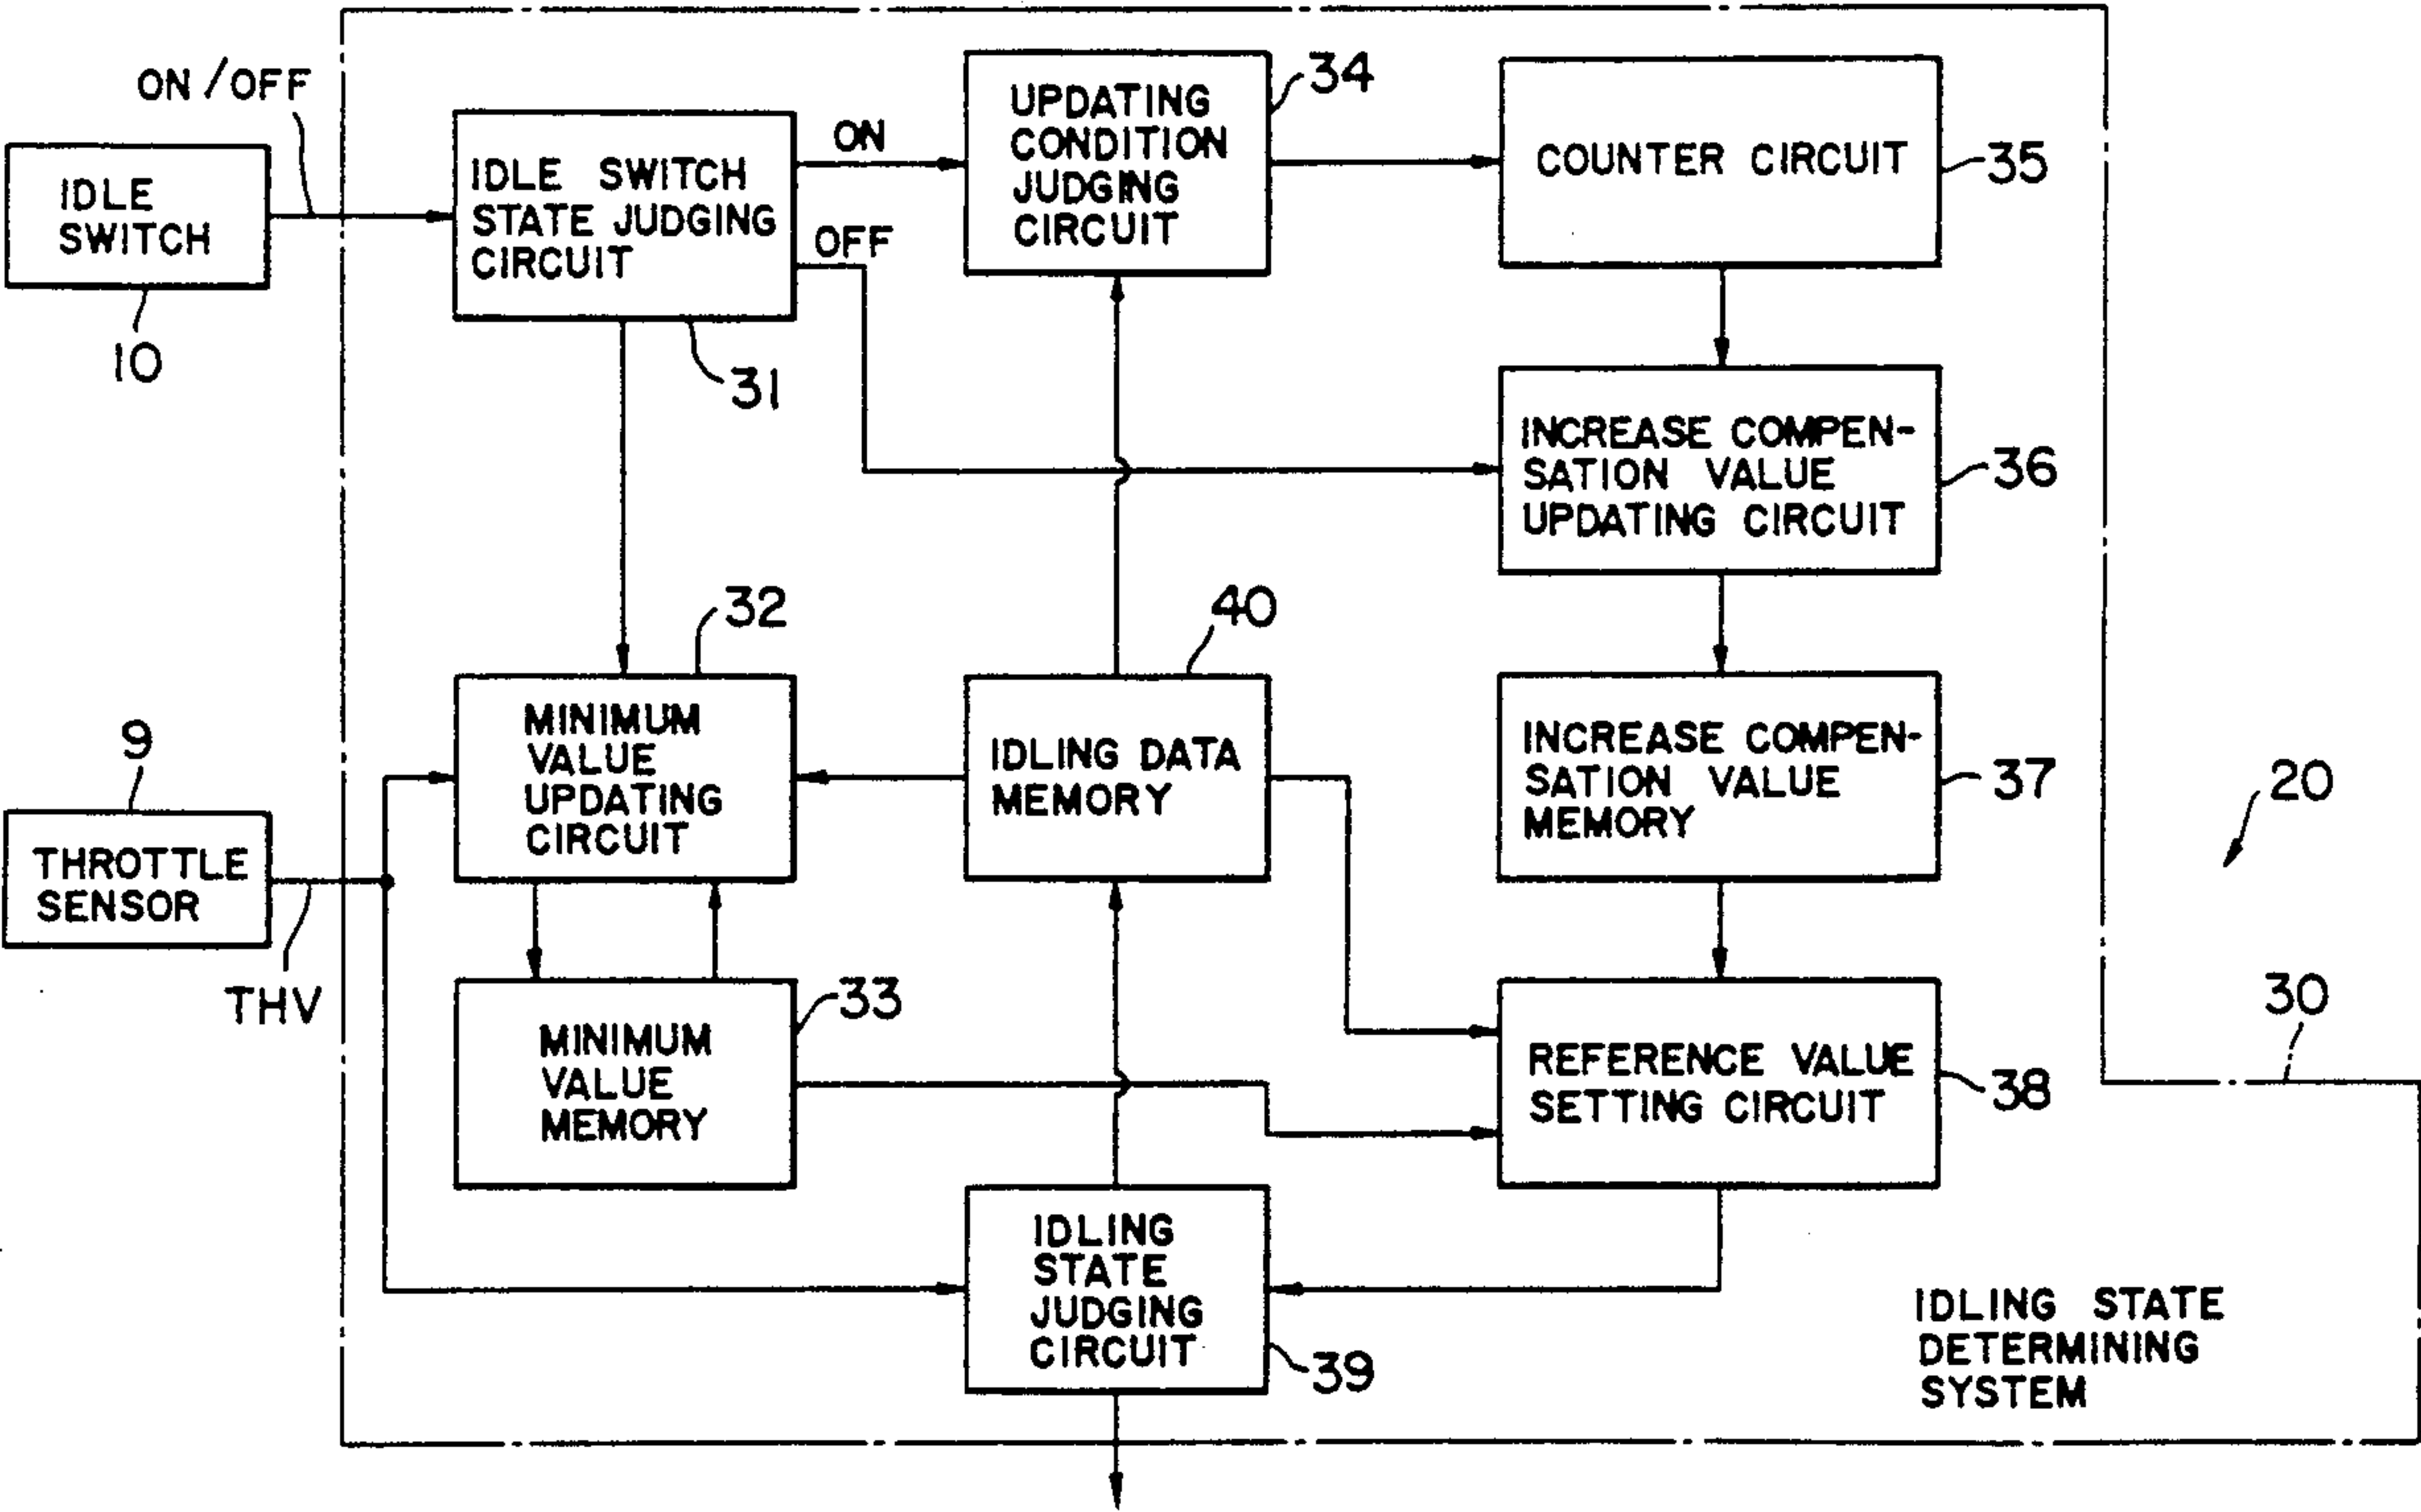 ON/OFF
IDLE
SWITCH
10
IDLE SWITCH
STATE JUDGING
CIRCUIT
31
ON
OFF
UPDATING
CONDITION
JUDGING
CIRCUIT
34
COUNTER CIRCUIT
35
INCREASE COMPEN-
SATION VALUE
UPDATING CIRCUIT
36
32
MINIMUM
VALUE
UPDATING
CIRCUIT
40
IDLING DATA
MEMORY
INCREASE COMPEN-
SATION VALUE
MEMORY
37
20
9
THROTTLE
SENSOR
THV
MINIMUM
VALUE
MEMORY
33
REFERENCE VALUE
SETTING CIRCUIT
38
30
IDLING
STATE
JUDGING
CIRCUIT
39
IDLING STATE
DETERMINING
SYSTEM